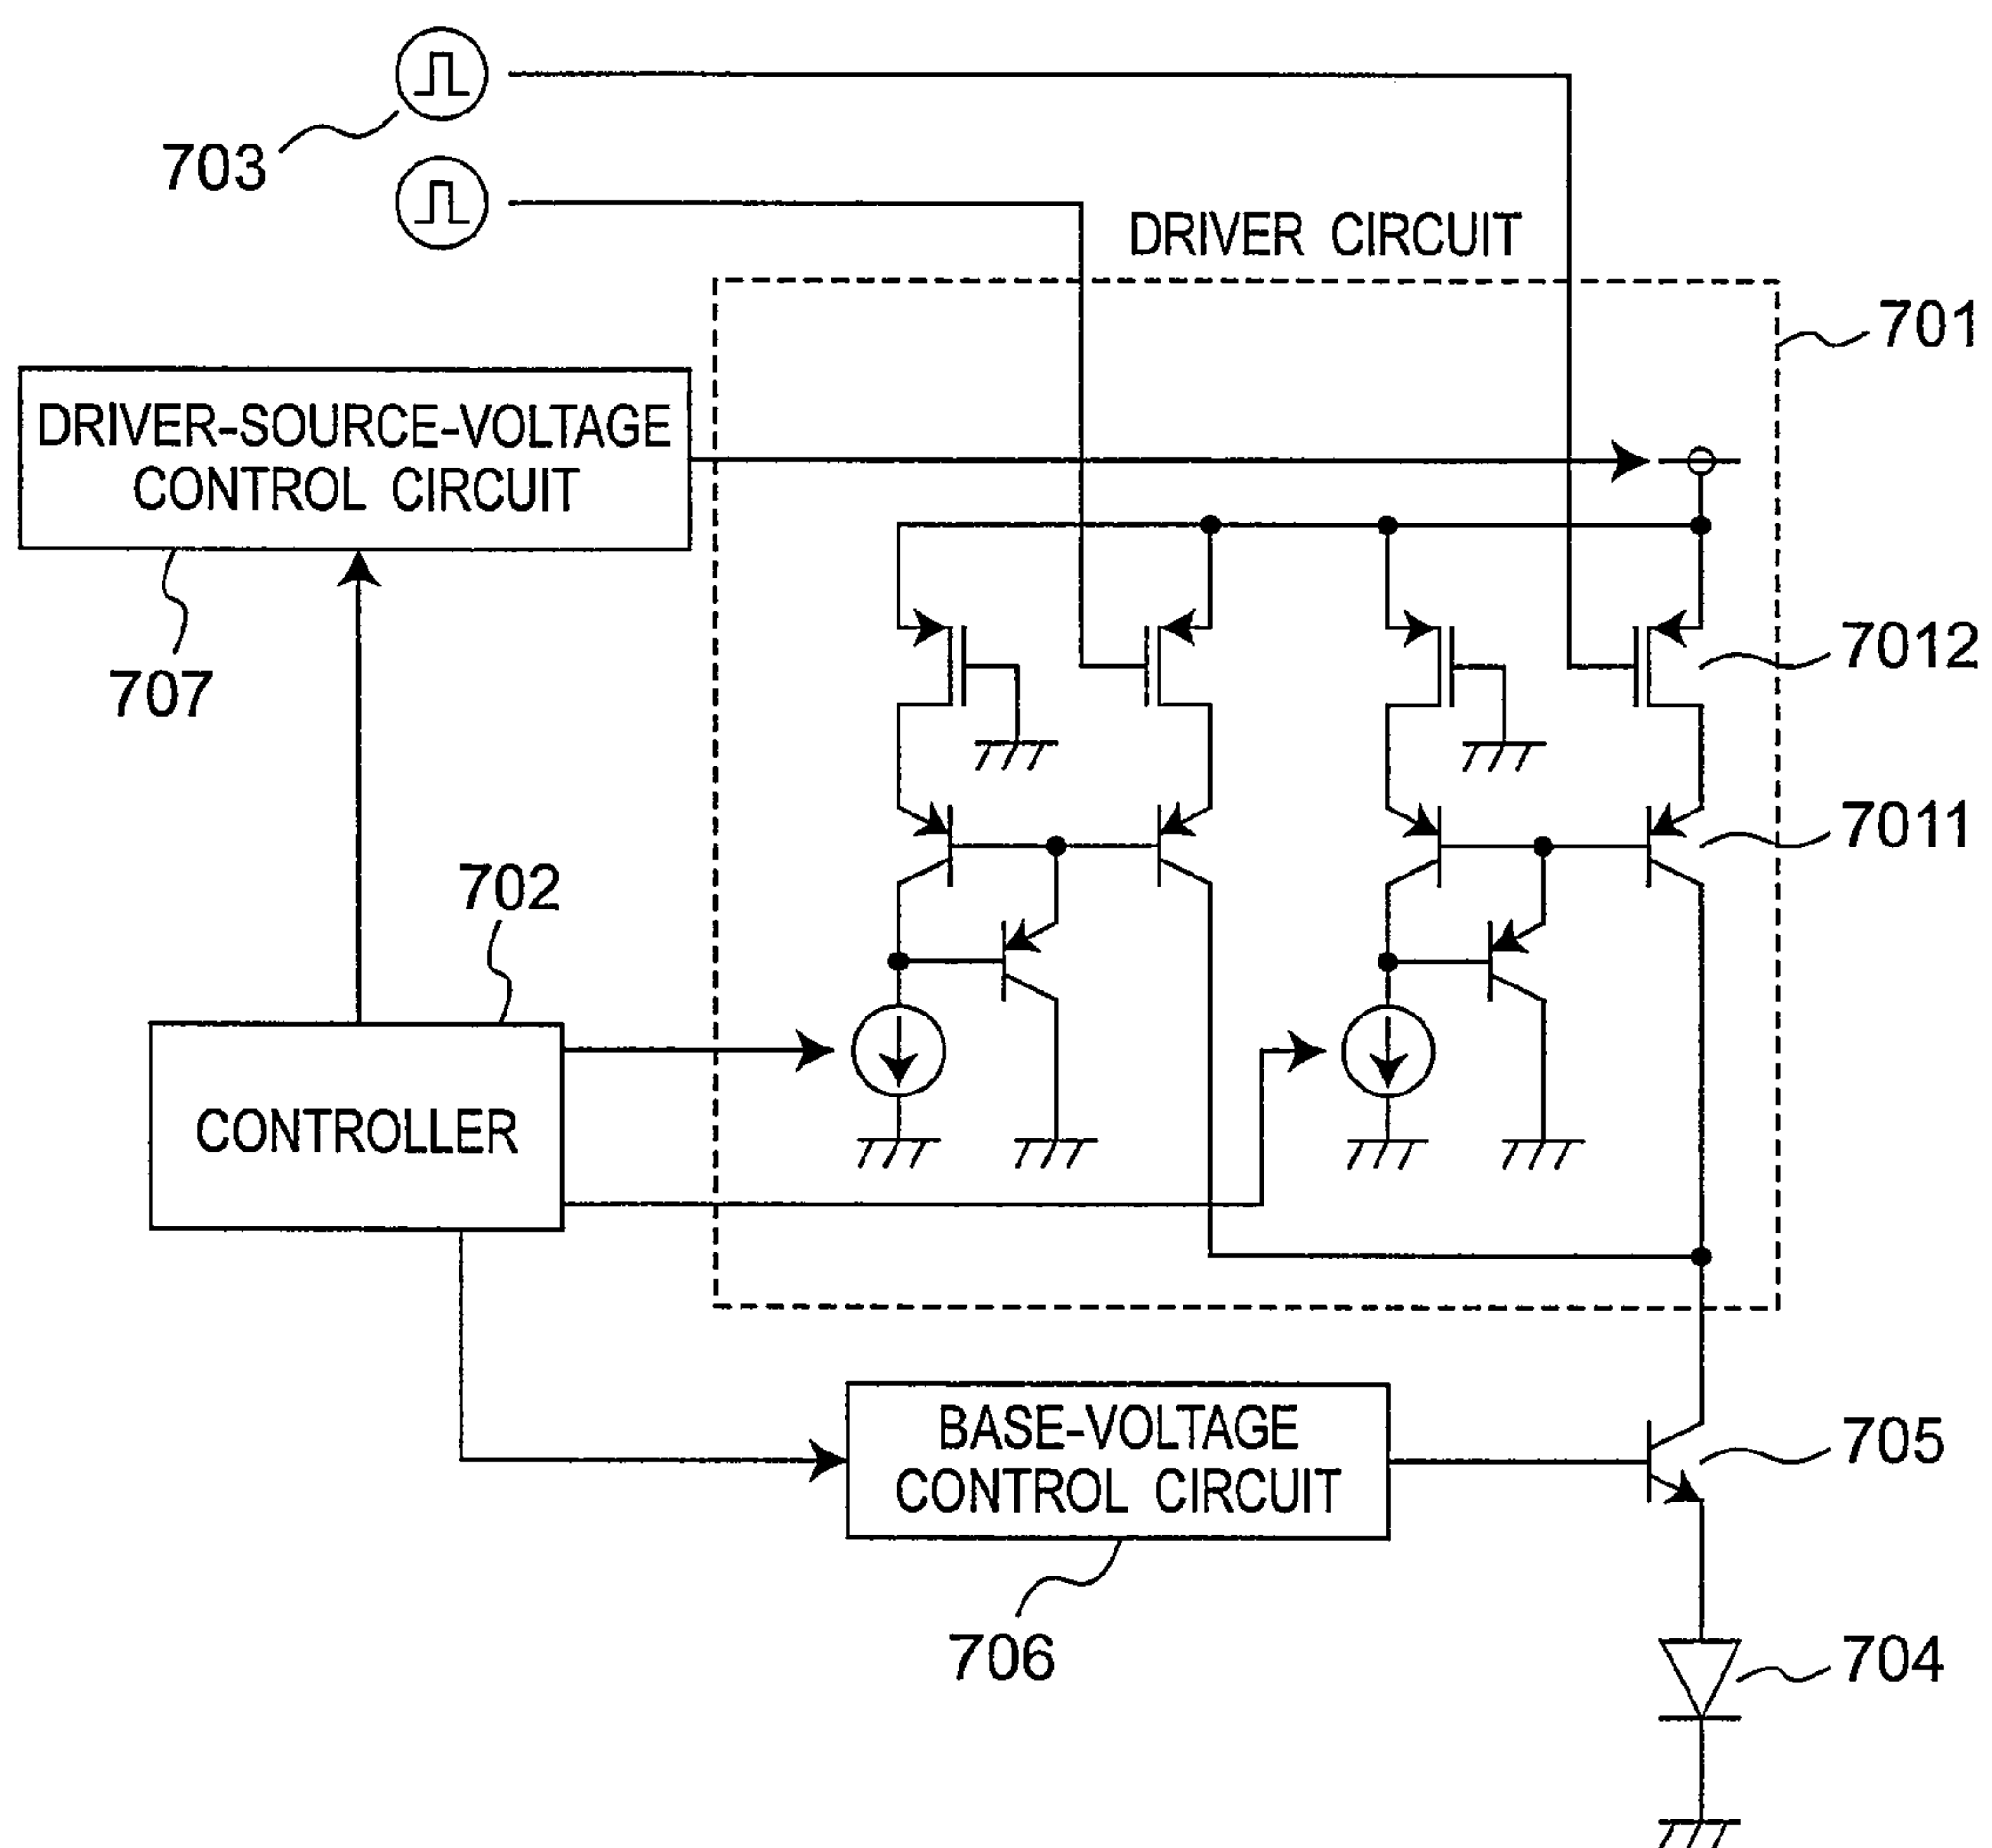 703
DRIVER CIRCUIT
701
DRIVER-SOURCE-VOLTAGE
CONTROL CIRCUIT
7012
707
7011
702
CONTROLLER
BASE-VOLTAGE
CONTROL CIRCUIT
705
706
704